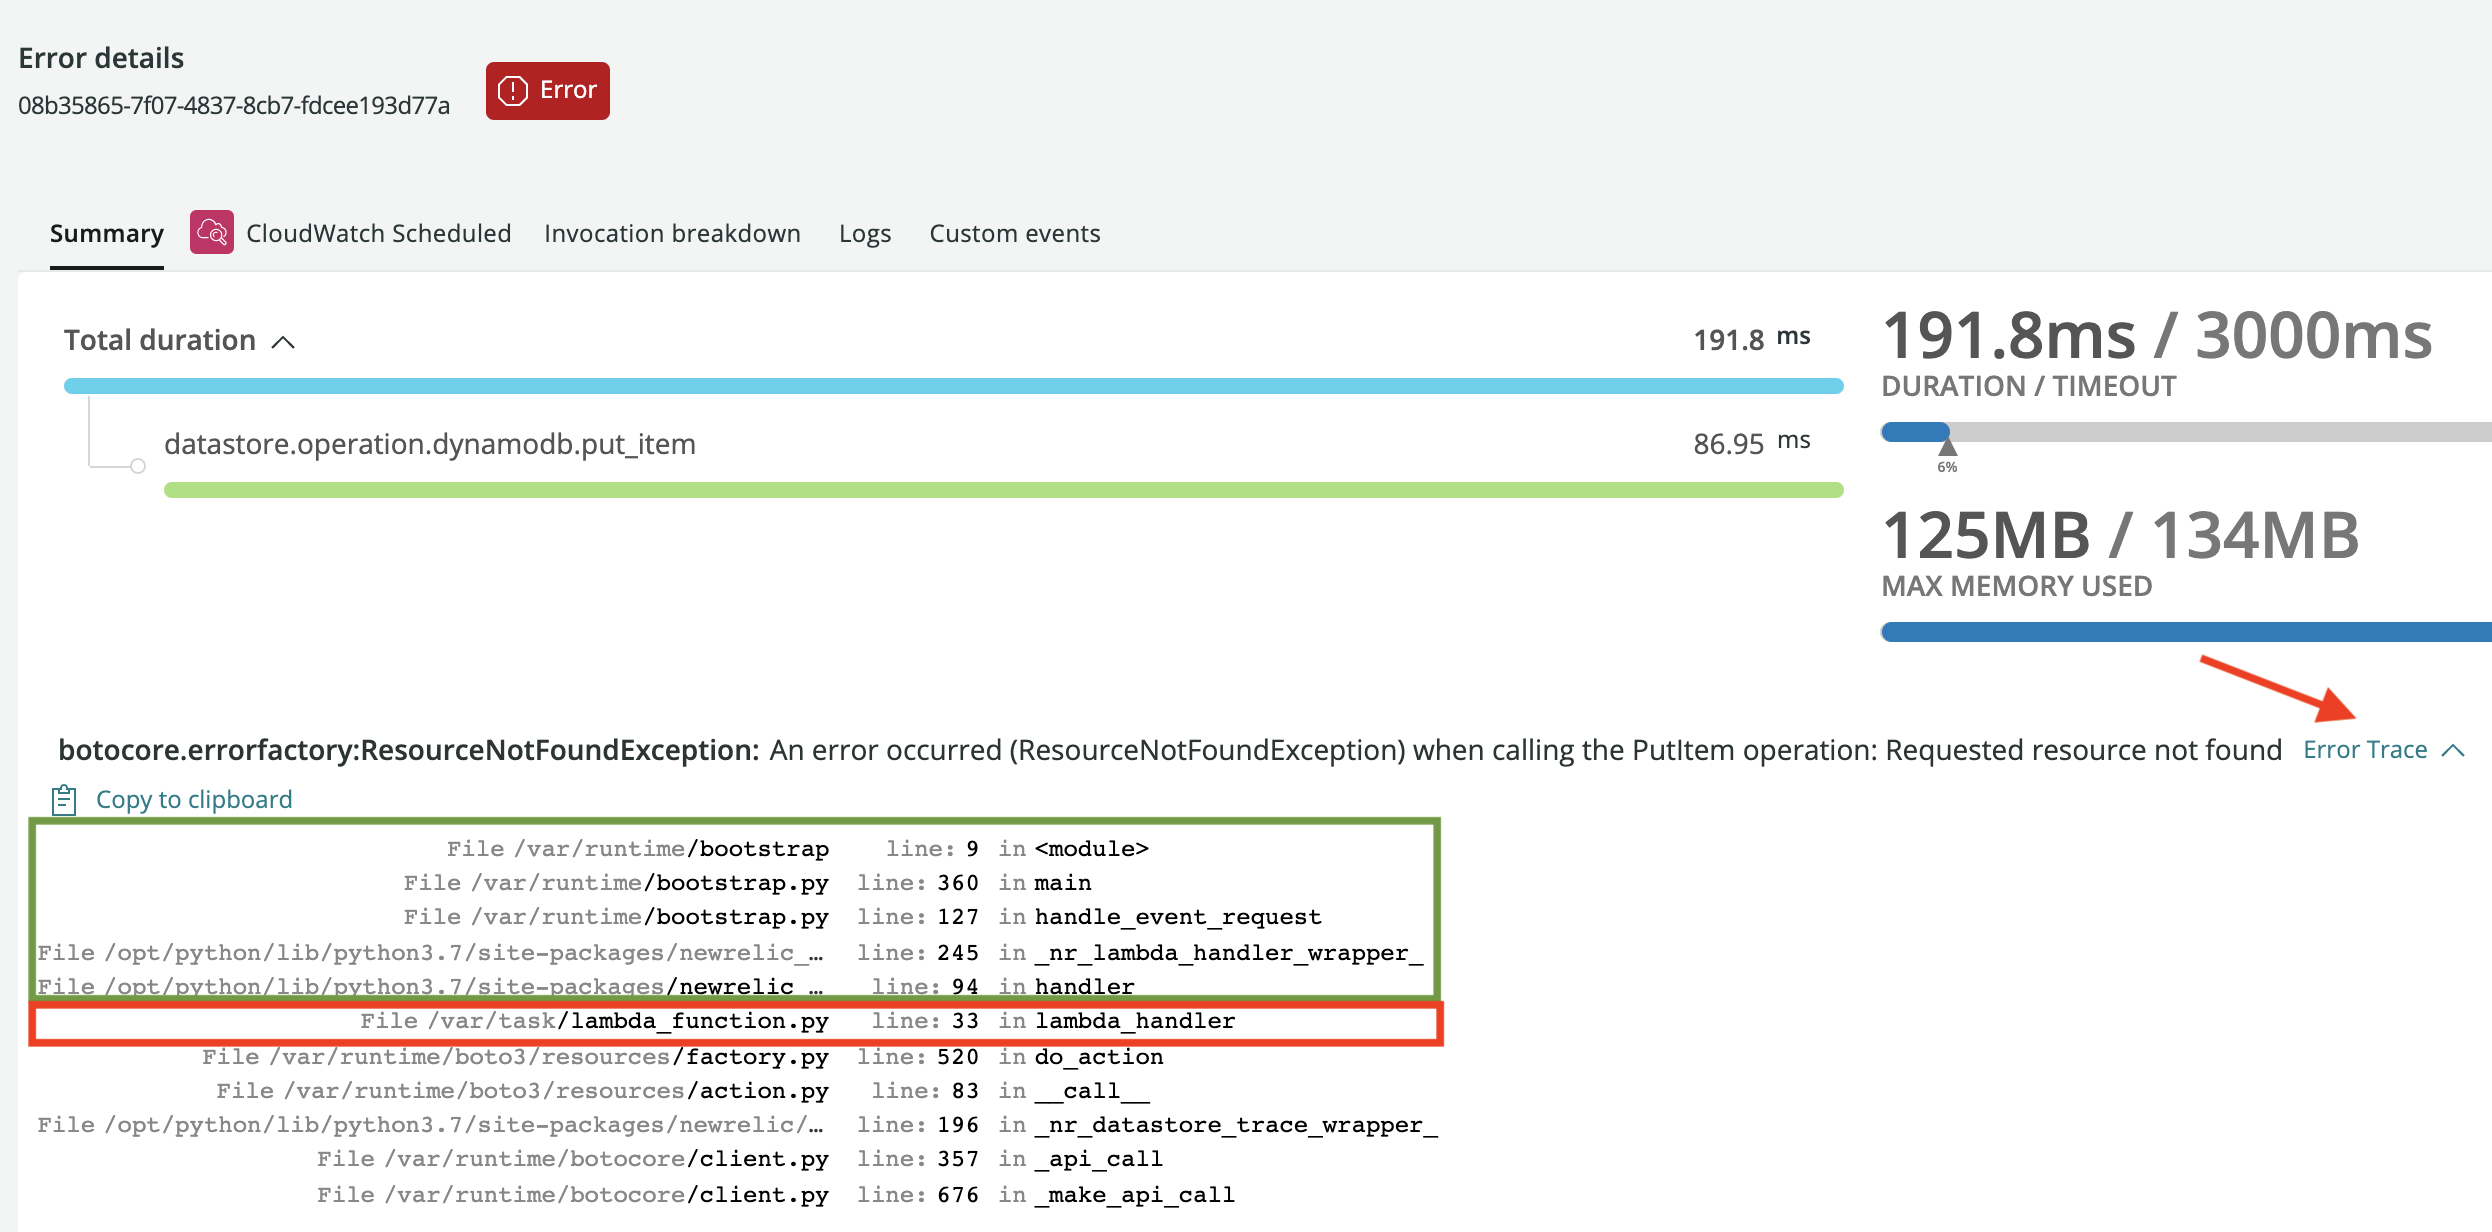 Error details
08b35865-7f07-4837-8cb7-fdcee193d77a
Error
Summary CloudWatch Scheduled Invocation breakdown Logs Custom events
Total duration 191.8 ms
datastore.operation.dynamodb.put_item 86.95 ms
191.8ms / 3000ms
DURATION / TIMEOUT
6%
125MB / 134MB
MAX MEMORY USED
botocore.errorfactory:ResourceNotFoundException: An error occurred (ResourceNotFoundException) when calling the PutItem operation: Requested resource not found Error Trace
Copy to clipboard
File /var/runtime/bootstrap line: 9 in <module>
File /var/runtime/bootstrap.py line: 360 in main
File /var/runtime/bootstrap.py line: 127 in handle_event_request
File /opt/python/lib/python3.7/site-packages/newrelic_… line: 245 in _nr_lambda_handler_wrapper_
File /opt/python/lib/python3.7/site-packages/newrelic_… line: 94 in handler
File /var/task/lambda_function.py line: 33 in lambda_handler
File /var/runtime/boto3/resources/factory.py line: 520 in do_action
File /var/runtime/boto3/resources/action.py line: 83 in __call__
File /opt/python/lib/python3.7/site-packages/newrelic/… line: 196 in _nr_datastore_trace_wrapper_
File /var/runtime/botocore/client.py line: 357 in _api_call
File /var/runtime/botocore/client.py line: 676 in _make_api_call